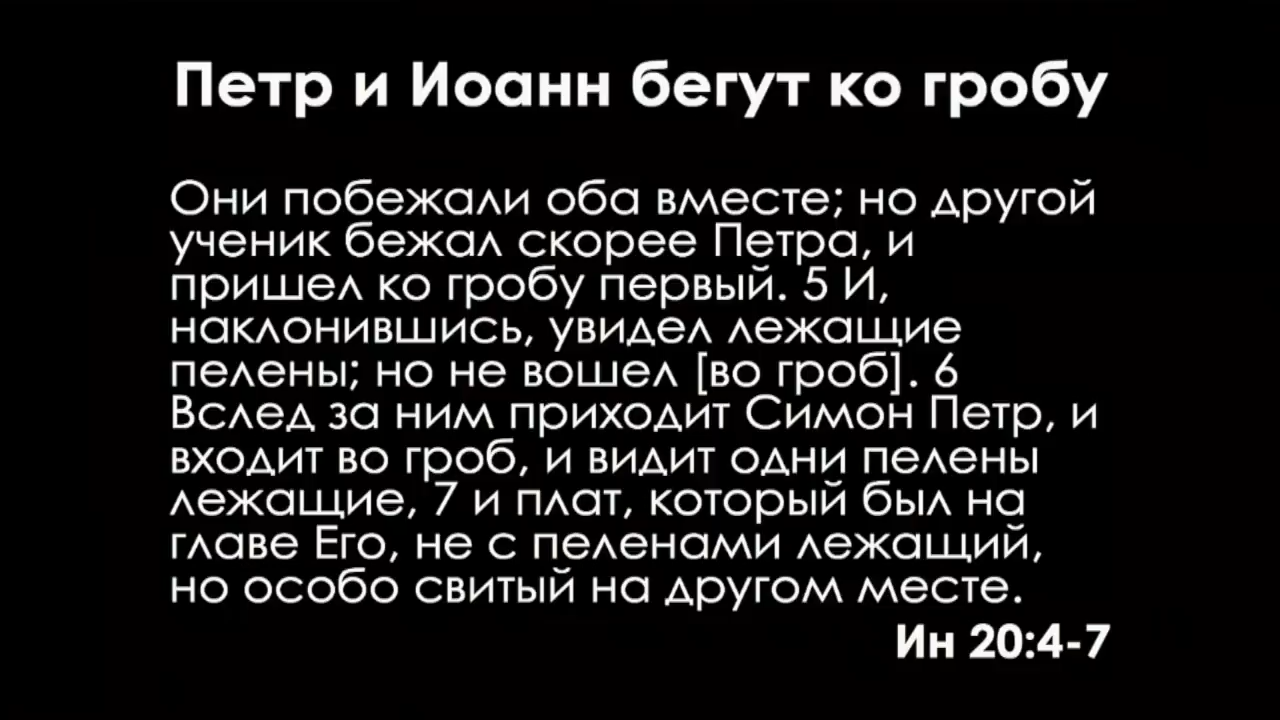 Петр и Иоанн бегут ко гробу
Они побежали оба вместе; но другой
ученик бежал скорее Петра, и
пришел ко гробу первый. 5 И,
наклонившись, увидел лежащие
пелены; но не вошел [во гроб]. 6
Вслед за ним приходит Симон Петр, и
входит во гроб, и видит одни пелены
лежащие, 7 и плат, который был на
главе Его, не с пеленами лежащий,
но особо свитый на другом месте.
Ин 20:4-7